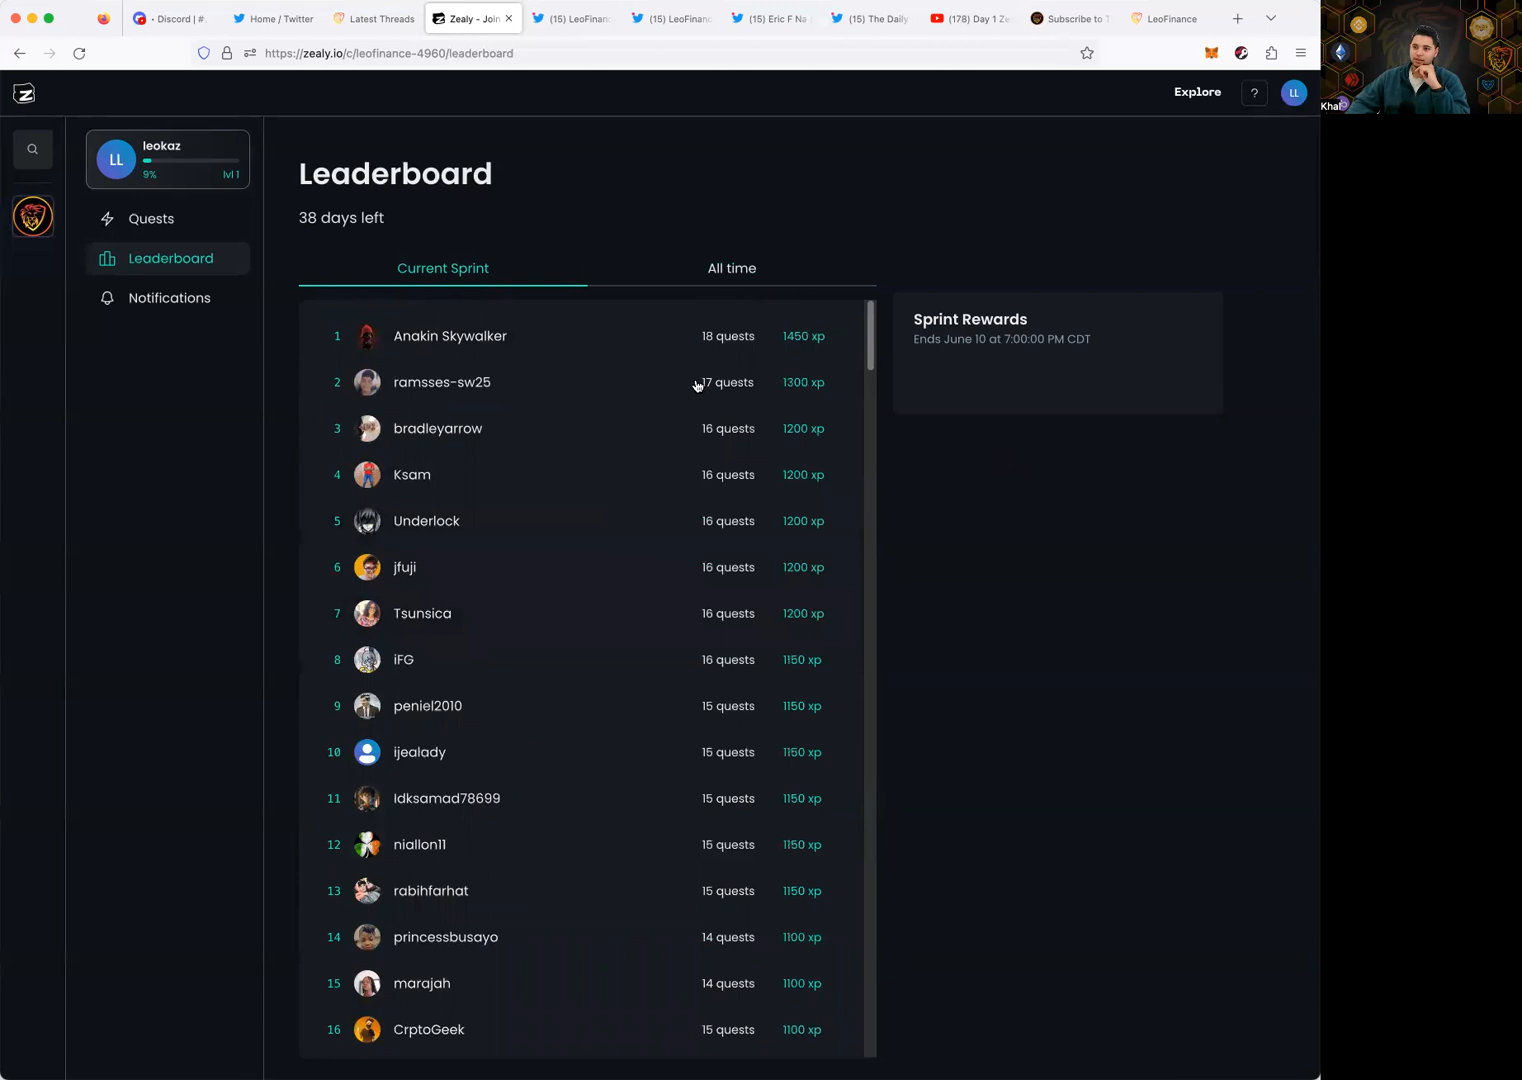 • Discord | #
Home / Twitter
Latest Threads
Zealy - Join
(15) LeoFinanc
(15) LeoFinanc
(15) Eric F Na
(15) The Daily
(178) Day 1 Ze
Subscribe to T
LeoFinance
https://zealy.io/c/leofinance-4960/leaderboard
Explore
?
LL
LL
leokaz
9%
lvl 1
Quests
Leaderboard
Notifications
Leaderboard
38 days left
Current Sprint
All time
1 Anakin Skywalker 18 quests 1450 xp
2 ramsses-sw25 17 quests 1300 xp
3 bradleyarrow 16 quests 1200 xp
4 Ksam 16 quests 1200 xp
5 Underlock 16 quests 1200 xp
6 jfuji 16 quests 1200 xp
7 Tsunsica 16 quests 1200 xp
8 iFG 16 quests 1150 xp
9 peniel2010 15 quests 1150 xp
10 ijealady 15 quests 1150 xp
11 Idksamad78699 15 quests 1150 xp
12 niallon11 15 quests 1150 xp
13 rabihfarhat 15 quests 1150 xp
14 princessbusayo 14 quests 1100 xp
15 marajah 14 quests 1100 xp
16 CrptoGeek 15 quests 1100 xp
Sprint Rewards
Ends June 10 at 7:00:00 PM CDT